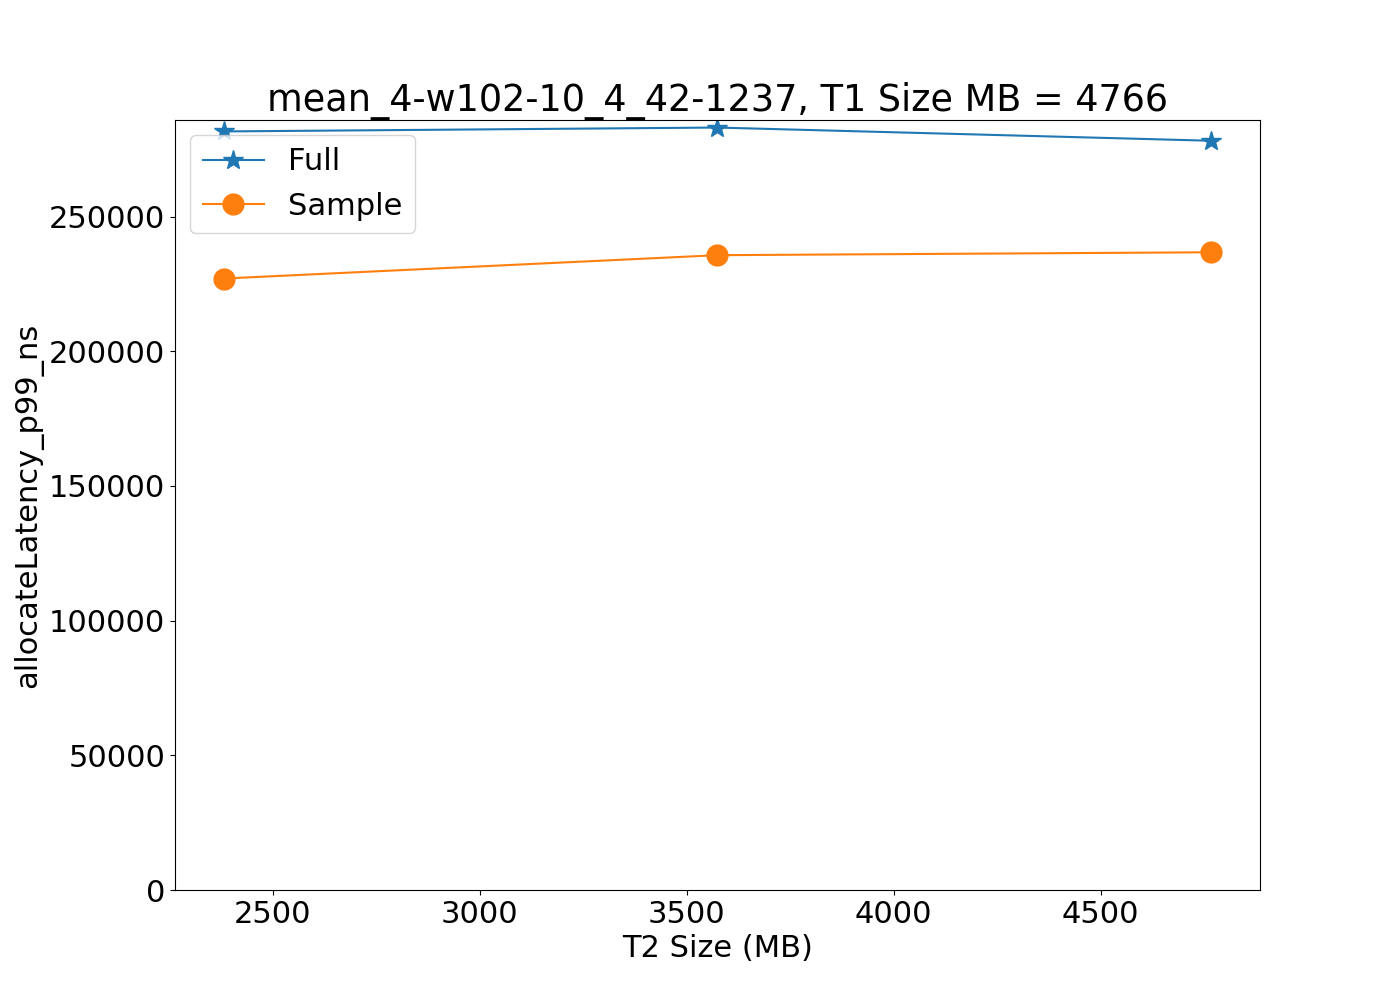 mean_4-w102-10_4_42-1237, T1 Size MB = 4766
Full
Sample
allocateLatency_p99_ns
250000
200000
150000
100000
50000
0
2500 3000 3500 4000 4500
T2 Size (MB)